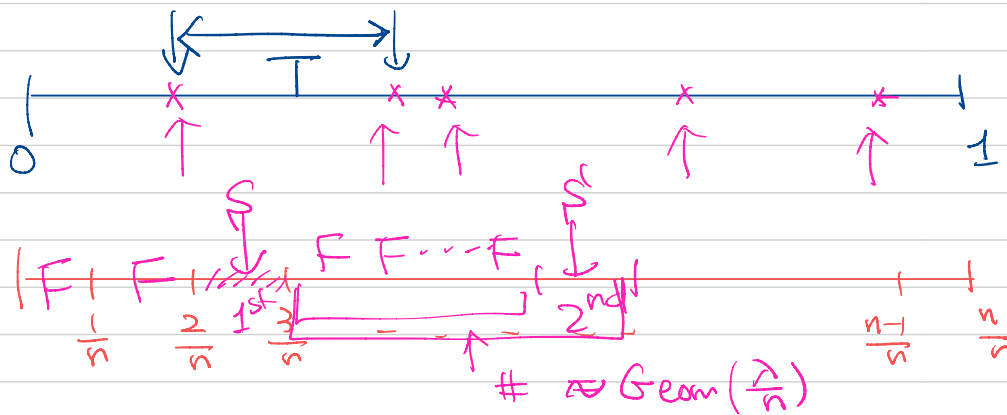 T
0 1
S S
F F F F ···· F
1st 2nd
1/n 2/n 3/n n-1/n n/n
# ≈ Geom(λ/n)